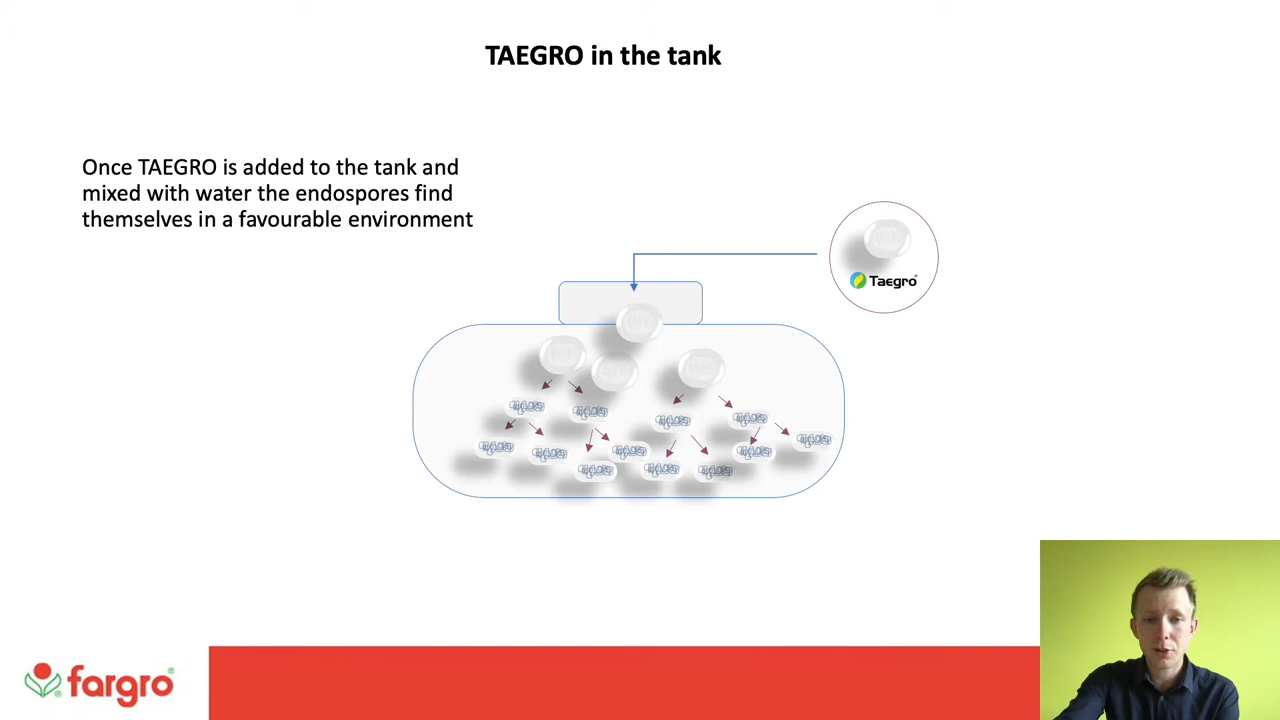 TAEGRO in the tank
Once TAEGRO is added to the tank and
mixed with water the endospores find
themselves in a favourable environment
Taegro®
fargro®